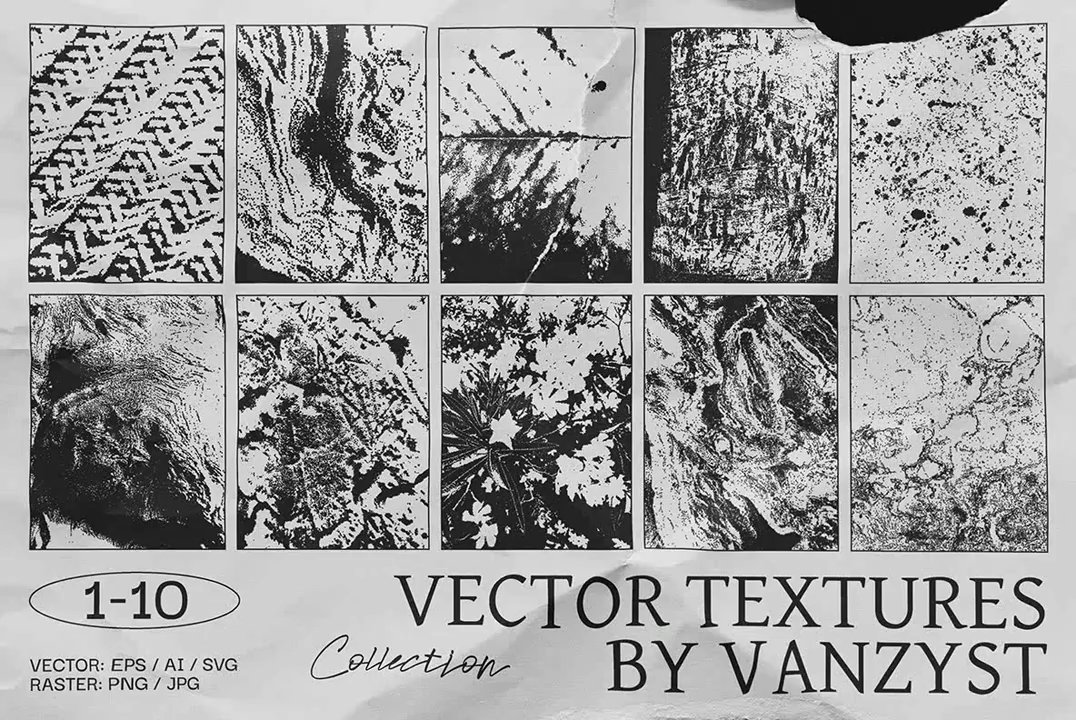 1-10
VECTOR TEXTURES
BY VANZYST
Collection
VECTOR: EPS / AI / SVG
RASTER: PNG / JPG